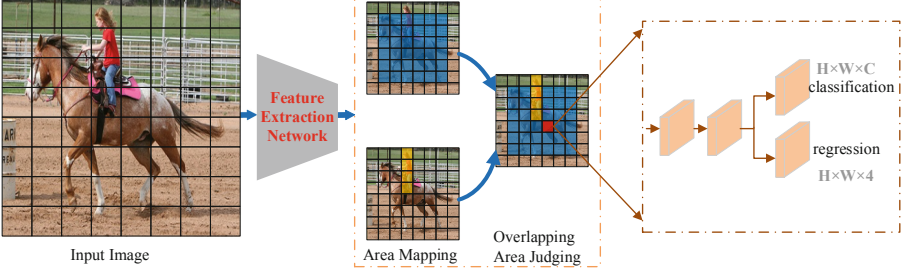 Feature
Extraction
Network
H×W×C
classification
regression
H×W×4
Input Image
Area Mapping
Overlapping
Area Judging